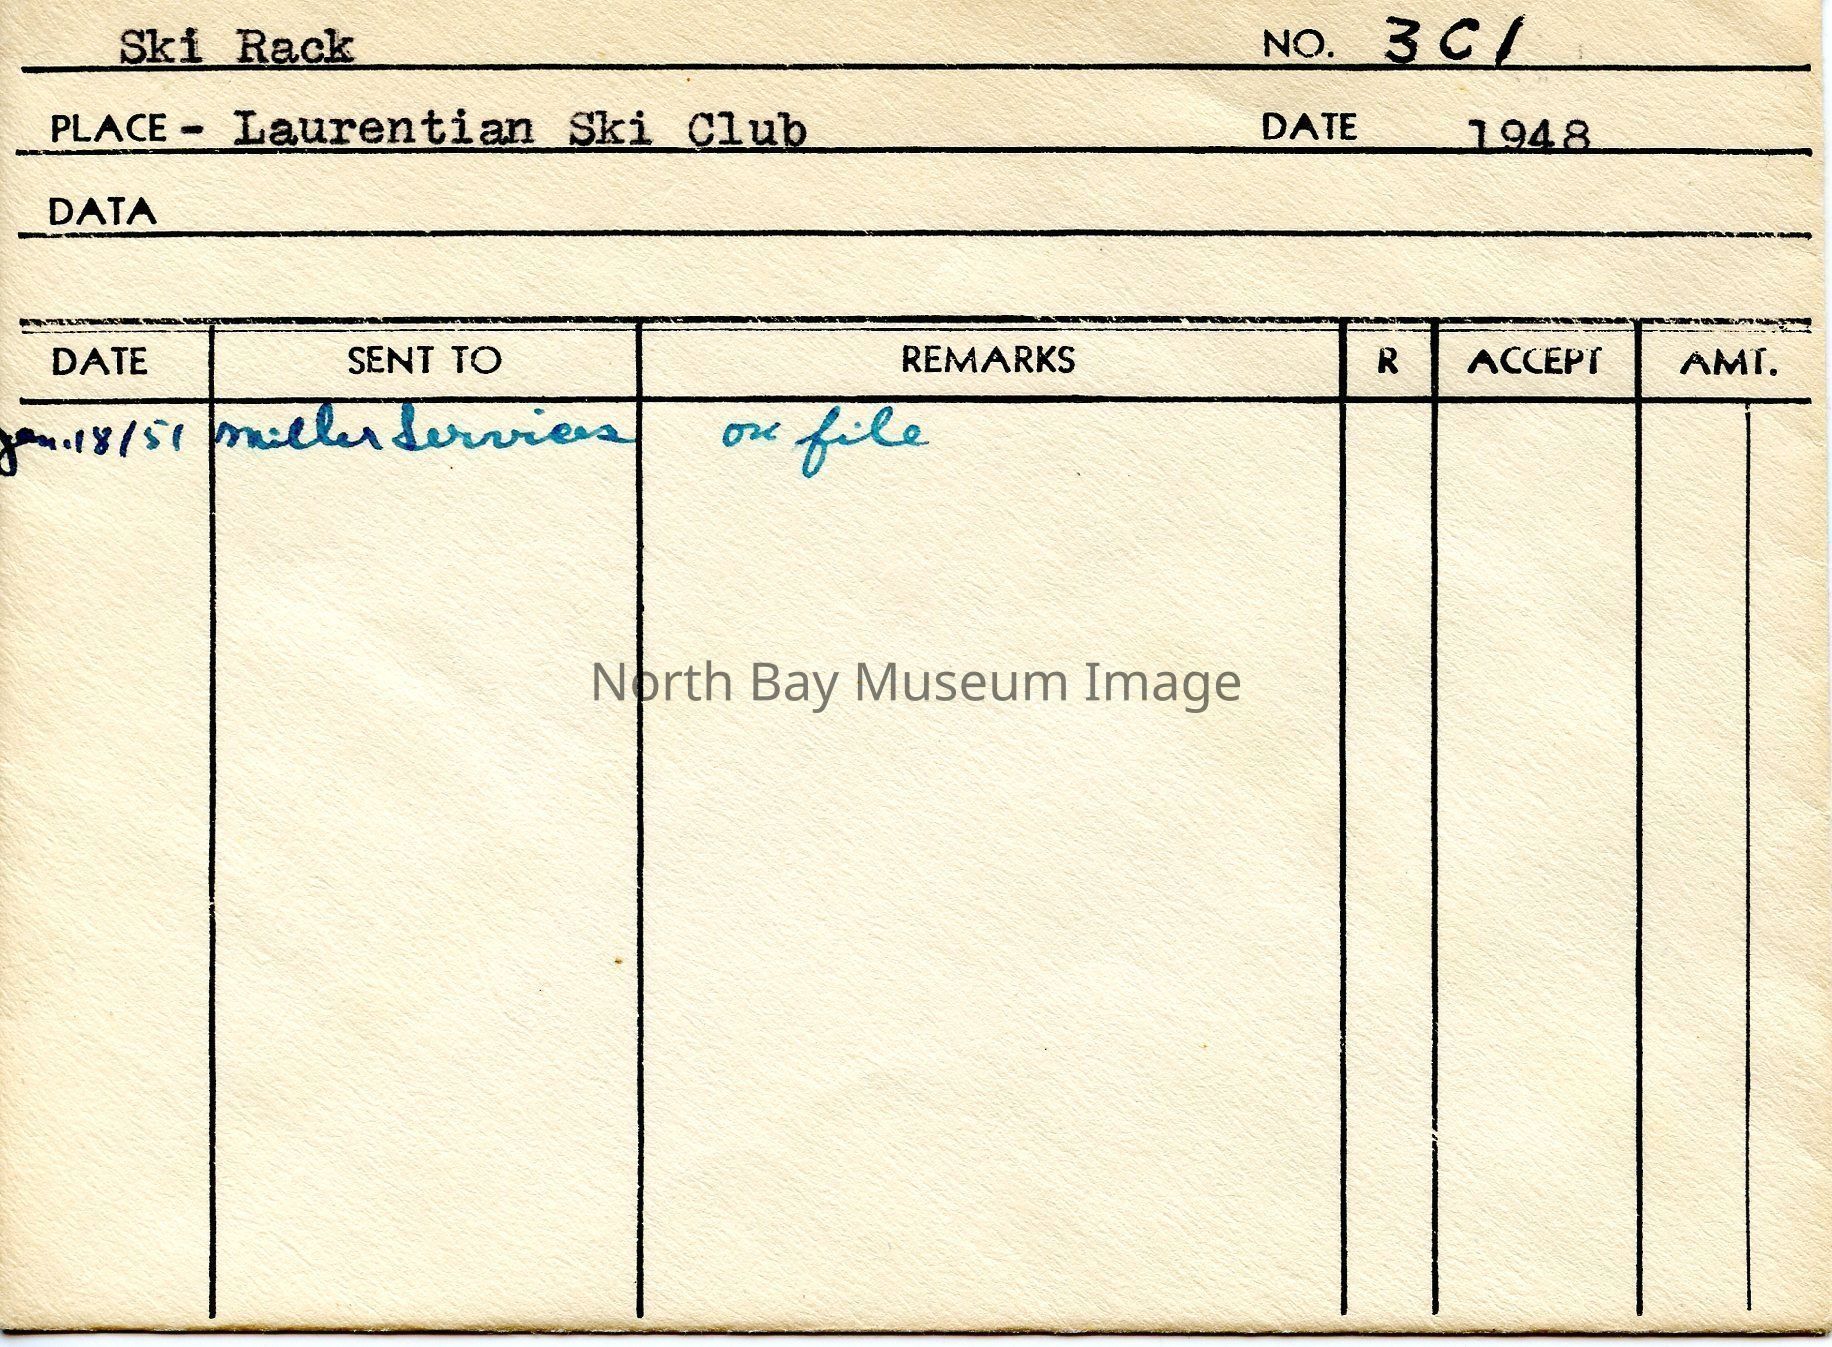 Ski Rack NO. 3C1
PLACE - Laurentian Ski Club DATE 1948
DATA
DATE SENT TO REMARKS R ACCEPT AMT.
Jan.18/51 Miller Services on file
North Bay Museum Image